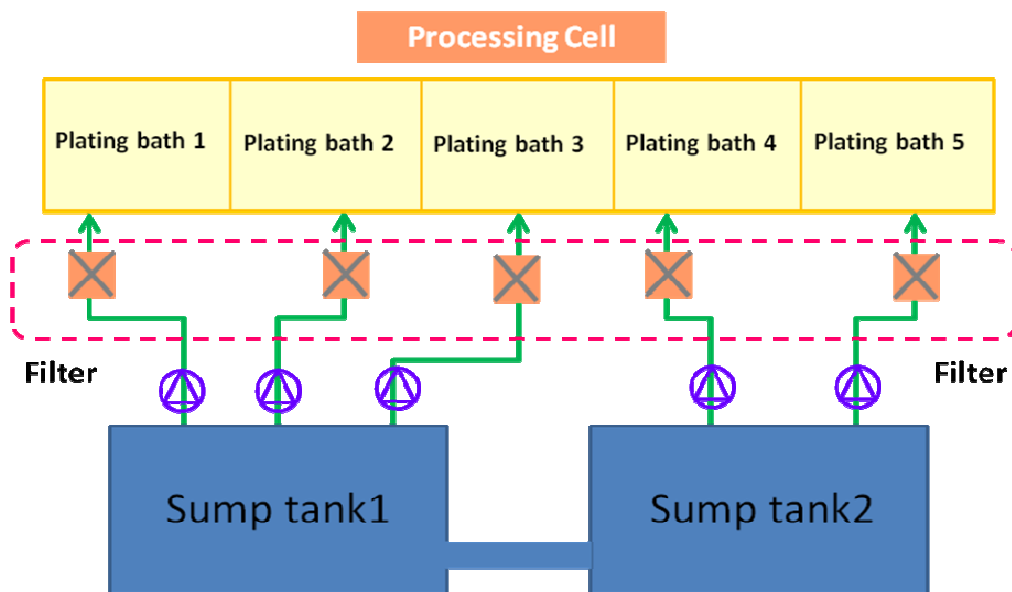 Processing Cell
Plating bath 1
Plating bath 2
Plating bath 3
Plating bath 4
Plating bath 5
Filter
Filter
Sump tank1
Sump tank2